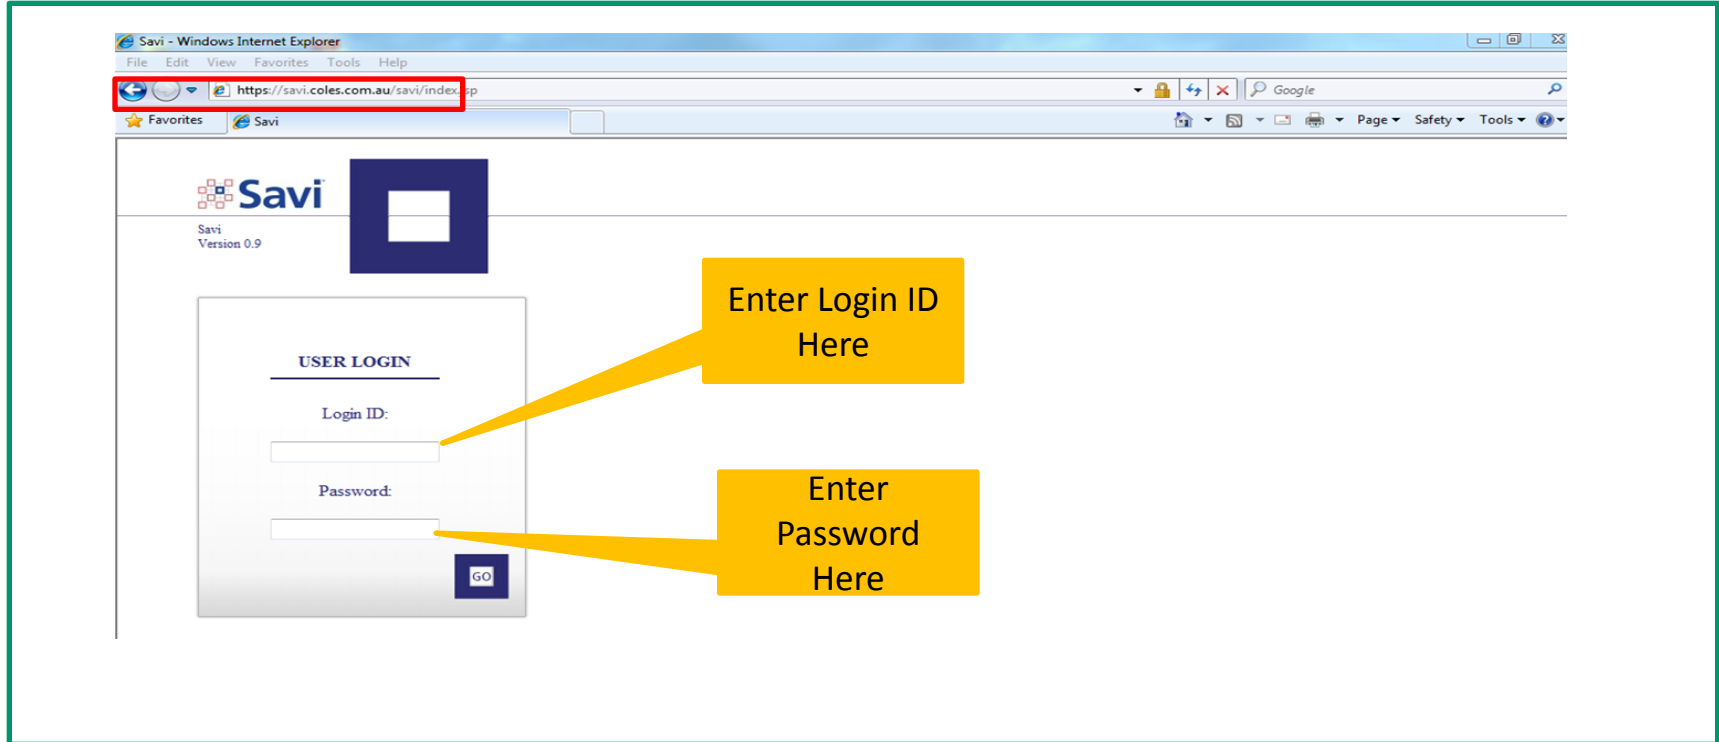 Savi - Windows Internet Explorer
File Edit View Favorites Tools Help
https://savi.coles.com.au/savi/index.jsp
Google
Favorites
Savi
Page
Safety
Tools
Savi
Savi
Version 0.9
Enter Login ID
Here
USER LOGIN
Login ID:
Password:
Enter
Password
Here
GO